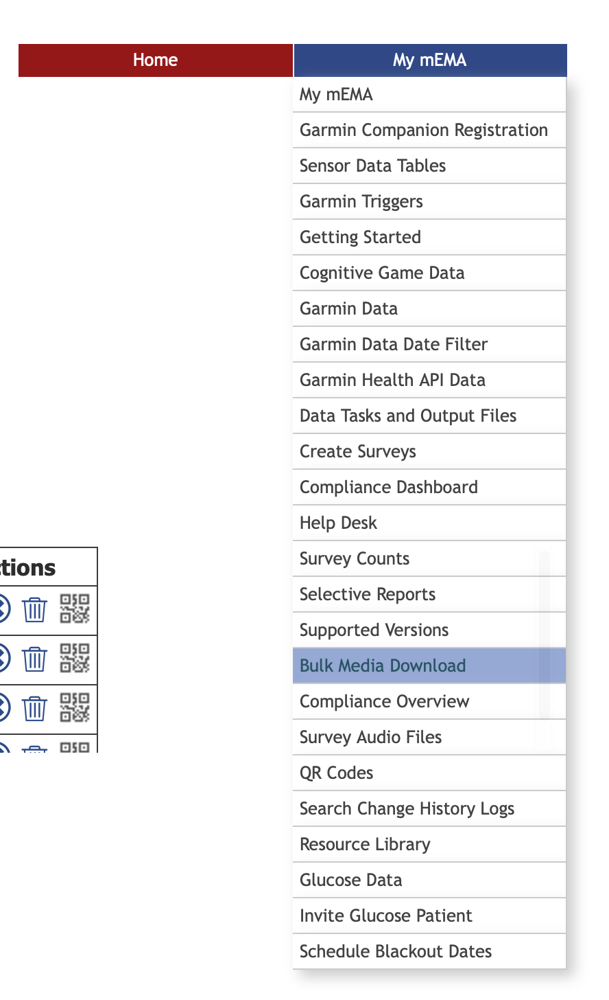 Home
My mEMA
My mEMA
Garmin Companion Registration
Sensor Data Tables
Garmin Triggers
Getting Started
Cognitive Game Data
Garmin Data
Garmin Data Date Filter
Garmin Health API Data
Data Tasks and Output Files
Create Surveys
Compliance Dashboard
Help Desk
Survey Counts
tions
Selective Reports
Supported Versions
Bulk Media Download
Compliance Overview
Survey Audio Files
QR Codes
Search Change History Logs
Resource Library
Glucose Data
Invite Glucose Patient
Schedule Blackout Dates